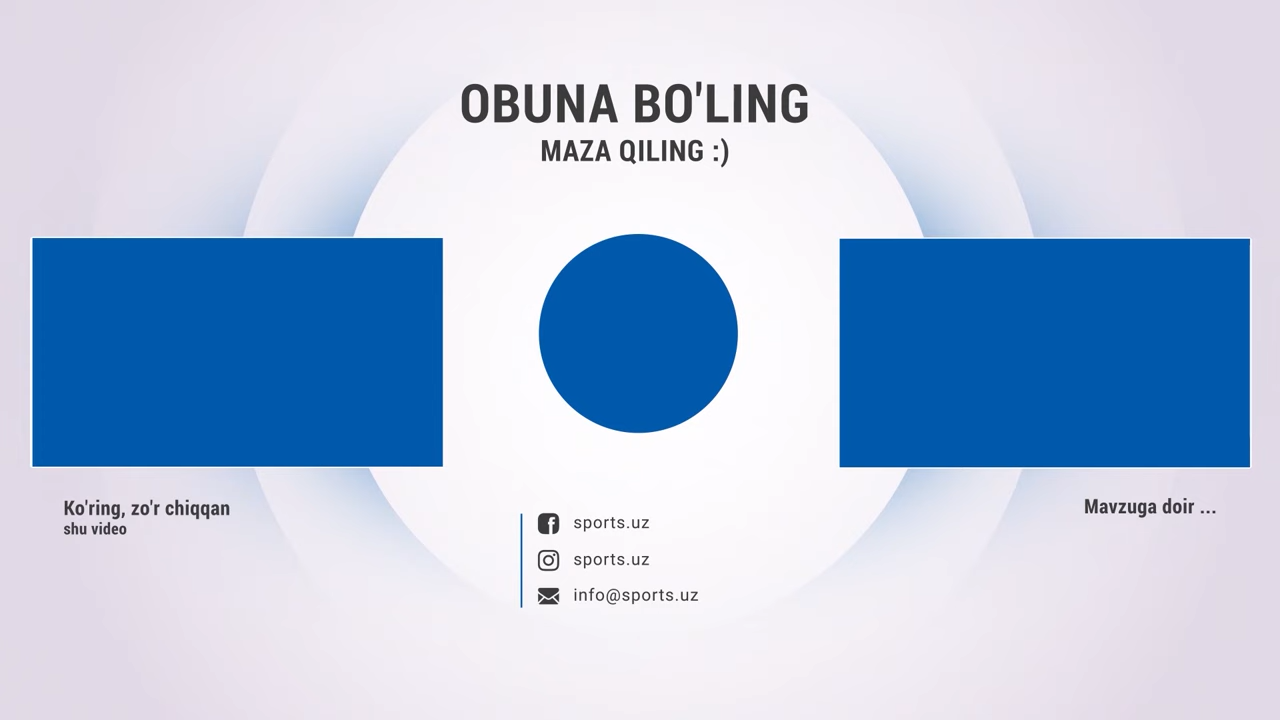 OBUNA BO'LING
MAZA QILING :)
Ko'ring, zo'r chiqqan
shu video
Mavzuga doir ...
sports.uz
sports.uz
info@sports.uz